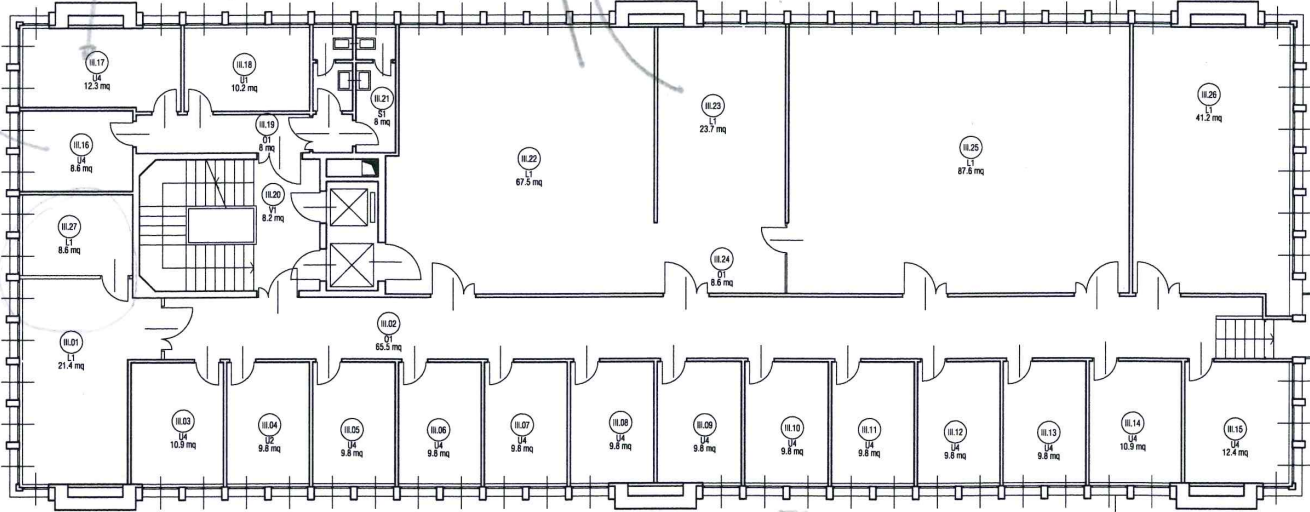 III.17
U4
12.3 mq
III.18
U1
10.2 mq
III.21
S1
8 mq
III.23
L1
23.7 mq
III.26
L1
41.2 mq
III.16
U4
8.6 mq
III.19
O1
8 mq
III.22
L1
67.5 mq
III.25
L1
87.6 mq
III.20
V1
8.2 mq
III.27
L1
8.6 mq
III.24
O1
8.6 mq
III.01
L1
21.4 mq
III.02
O1
65.5 mq
III.03
U4
10.9 mq
III.04
U2
9.8 mq
III.05
U4
9.8 mq
III.06
U4
9.8 mq
III.07
U4
9.8 mq
III.08
U4
9.8 mq
III.09
U4
9.8 mq
III.10
U4
9.8 mq
III.11
U4
9.8 mq
III.12
U4
9.8 mq
III.13
U4
9.8 mq
III.14
U4
10.9 mq
III.15
U4
12.4 mq